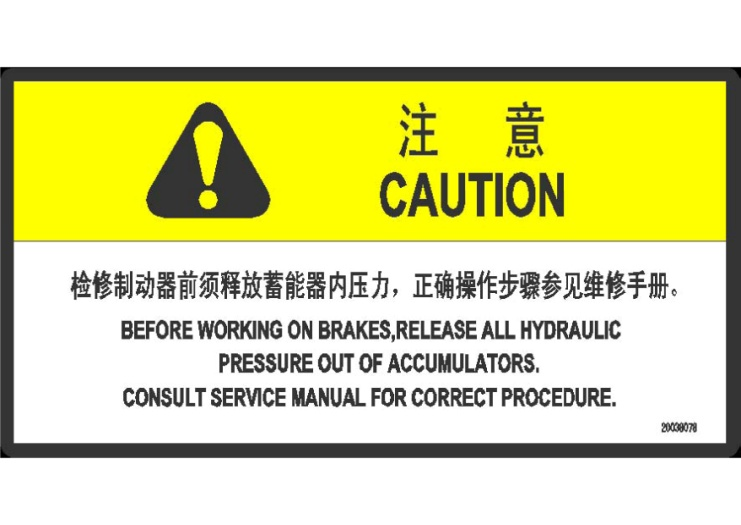 注 意
CAUTION
检修制动器前须释放蓄能器内压力，正确操作步骤参见维修手册。
BEFORE WORKING ON BRAKES,RELEASE ALL HYDRAULIC
PRESSURE OUT OF ACCUMULATORS.
CONSULT SERVICE MANUAL FOR CORRECT PROCEDURE.
20038078